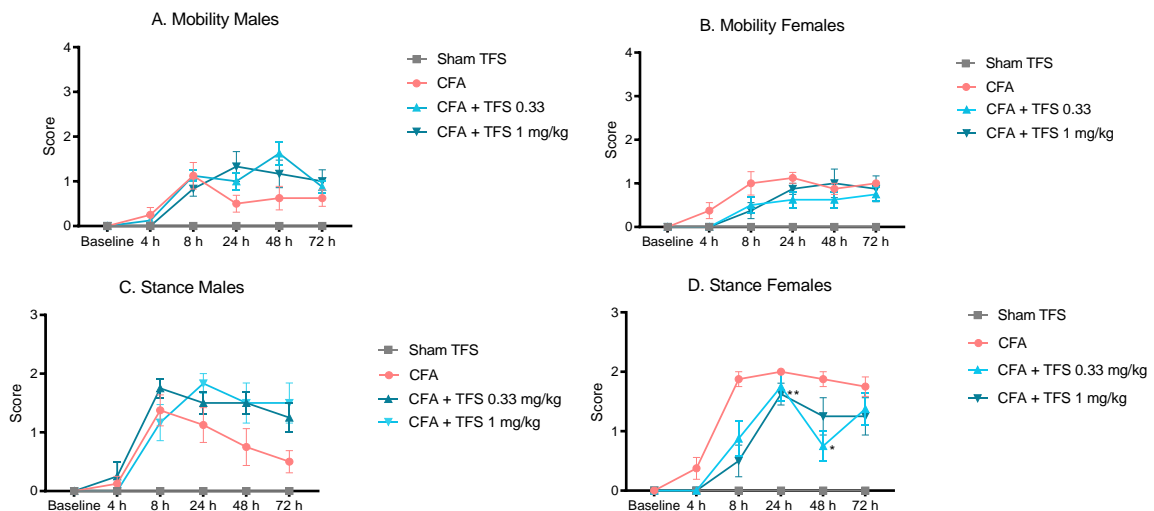 A. Mobility Males
Score
4
3
2
1
0
Baseline 4 h 8 h 24 h 48 h 72 h
Sham TFS
CFA
CFA + TFS 0.33
CFA + TFS 1 mg/kg
B. Mobility Females
Score
4
3
2
1
0
Baseline 4 h 8 h 24 h 48 h 72 h
Sham TFS
CFA
CFA + TFS 0.33
CFA + TFS 1 mg/kg
C. Stance Males
Score
3
2
1
0
Baseline 4 h 8 h 24 h 48 h 72 h
Sham TFS
CFA
CFA + TFS 0.33 mg/kg
CFA + TFS 1 mg/kg
D. Stance Females
Score
3
2
1
0
**
*
Baseline 4 h 8 h 24 h 48 h 72 h
Sham TFS
CFA
CFA + TFS 0.33 mg/kg
CFA + TFS 1 mg/kg